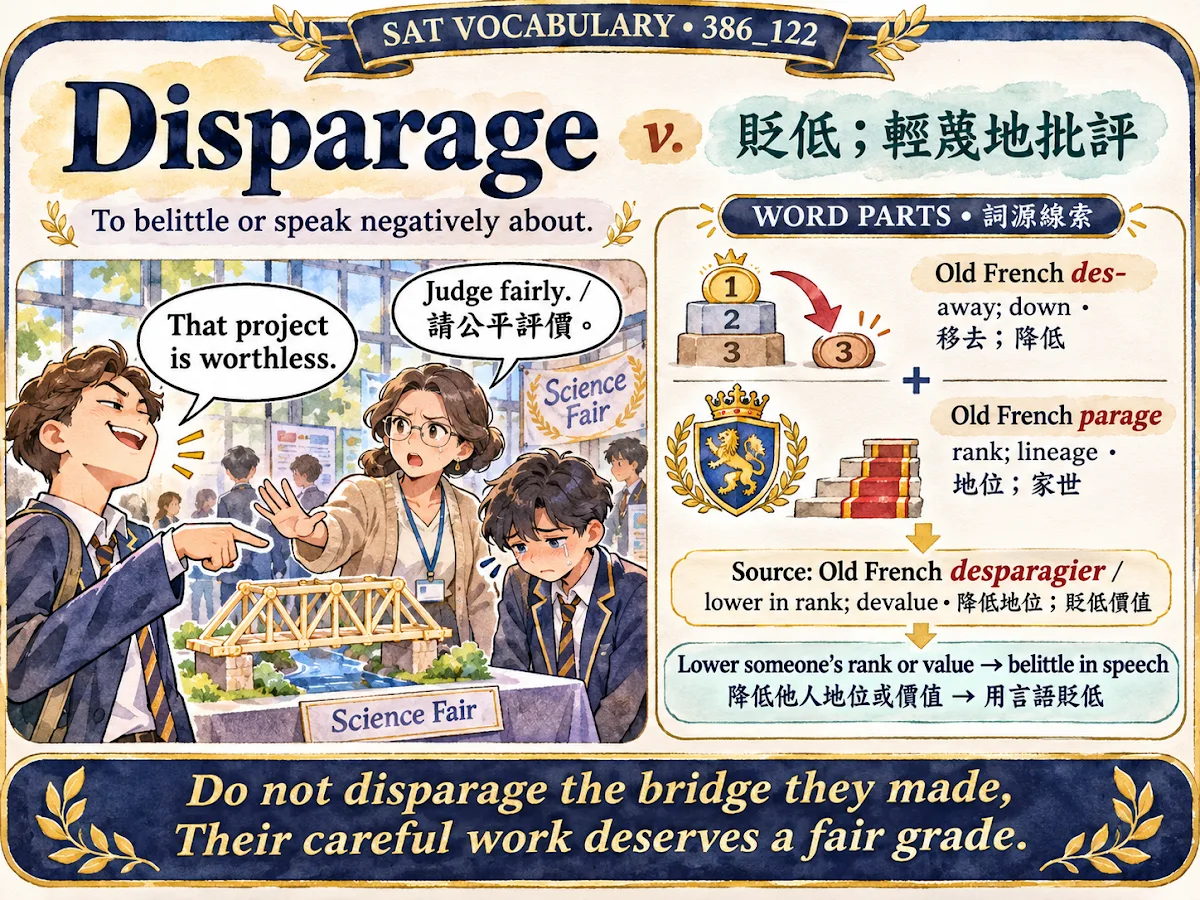 SAT VOCABULARY • 386_122
Disparage
v.
貶低；輕蔑地批評
To belittle or speak negatively about.
That project
is worthless.
Judge fairly. /
請公平評價。
Science
Fair
Science Fair
WORD PARTS • 詞源線索
1
2
3
3
Old French des-
away; down •
移去；降低
+
Old French parage
rank; lineage •
地位；家世
Source: Old French desparagier /
lower in rank; devalue • 降低地位；貶低價值
Lower someone's rank or value → belittle in speech
降低他人地位或價值 → 用言語貶低
Do not disparage the bridge they made,
Their careful work deserves a fair grade.